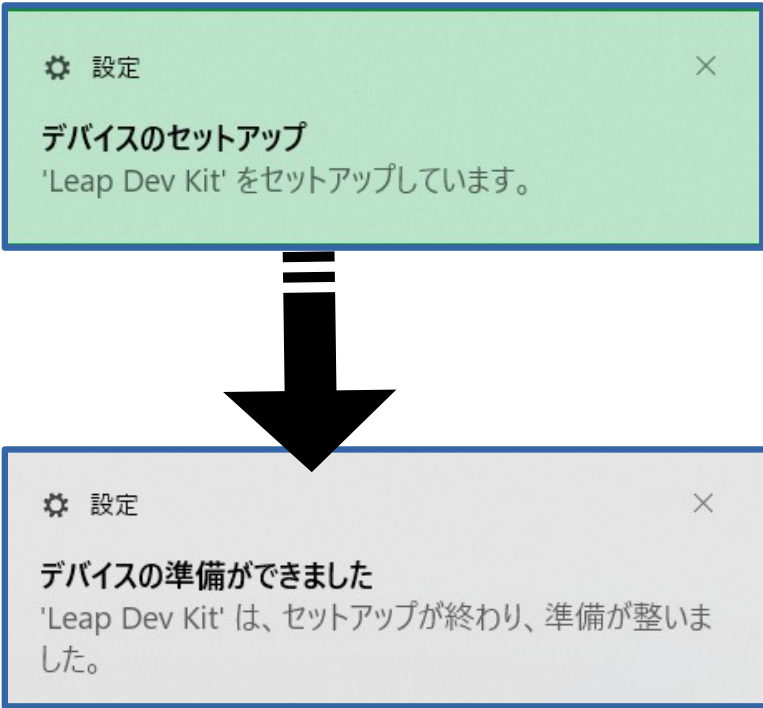 設定
デバイスのセットアップ
'Leap Dev Kit' をセットアップしています。
設定
デバイスの準備ができました
'Leap Dev Kit' は、セットアップが終わり、準備が整いま
した。